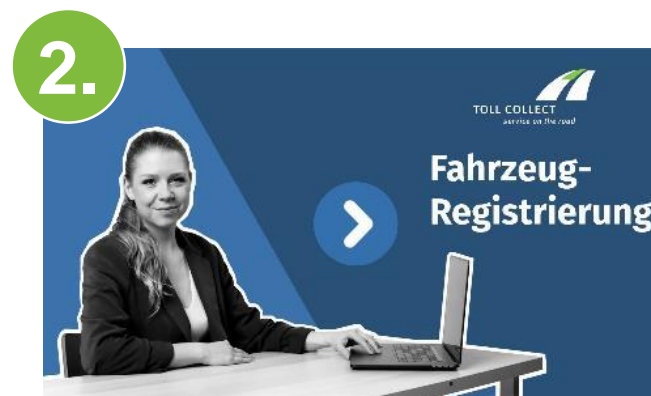 2.
TOLL COLLECT
service on the road
Fahrzeug-
Registrierung